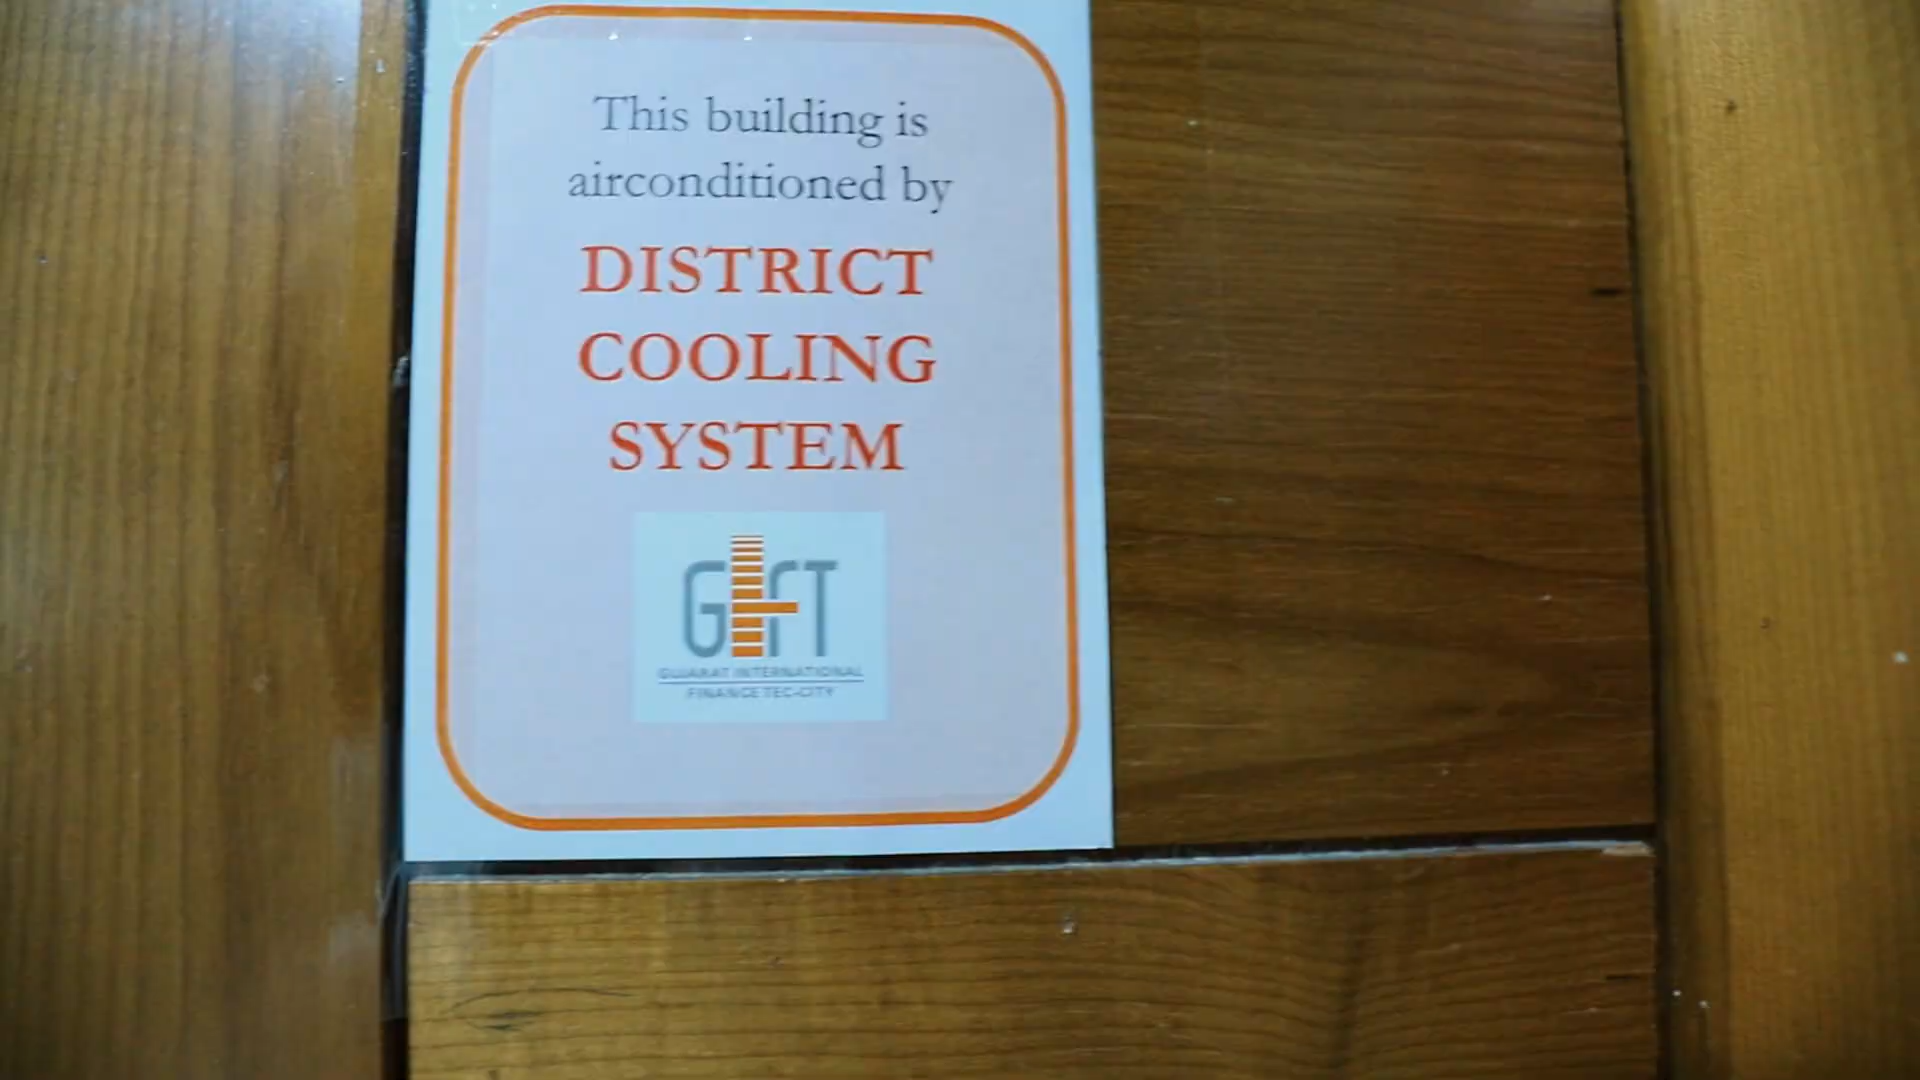 This building is
airconditioned by
DISTRICT
COOLING
SYSTEM
GIFT
GUJARAT INTERNATIONAL
FINANCE TEC-CITY